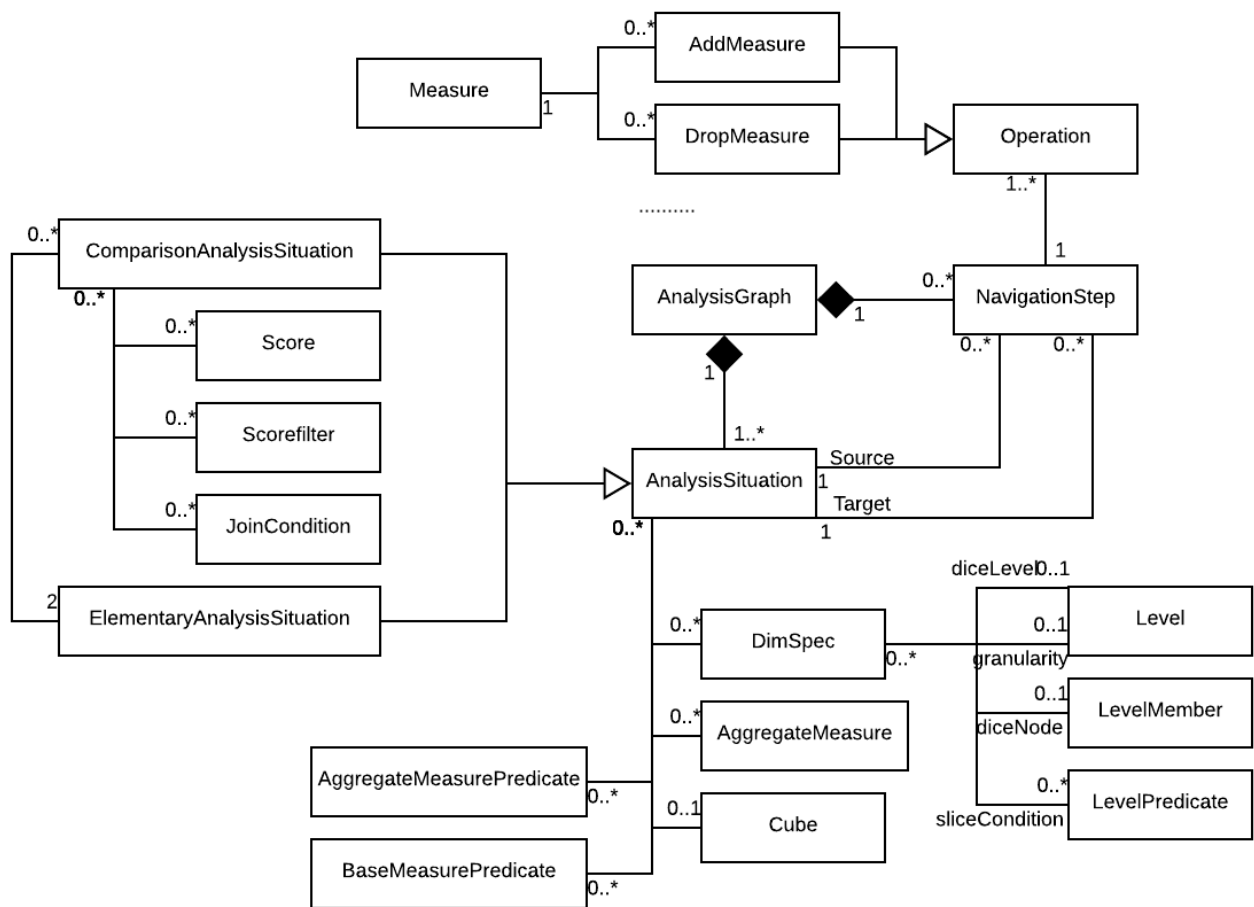 0..*
AddMeasure
Measure
1
0..*
DropMeasure
Operation
1..*
..........
0..*
ComparisonAnalysisSituation
0..*
1
AnalysisGraph
0..*
NavigationStep
1
0..*
Score
0..*
0..*
1
0..*
Scorefilter
1..*
AnalysisSituation
Source
1
0..*
JoinCondition
Target
0..*
1
2
ElementaryAnalysisSituation
diceLevel
0..1
Level
0..*
DimSpec
0..*
0..1
granularity
0..1
LevelMember
diceNode
0..*
AggregateMeasure
AggregateMeasurePredicate
0..*
0..*
LevelPredicate
sliceCondition
0..1
Cube
BaseMeasurePredicate
0..*